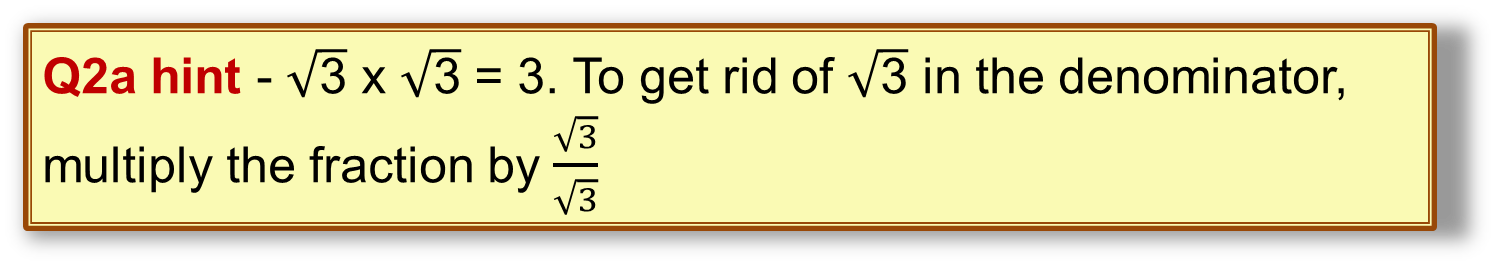 Q2a hint - √3 x √3 = 3. To get rid of √3 in the denominator,
multiply the fraction by √3/√3